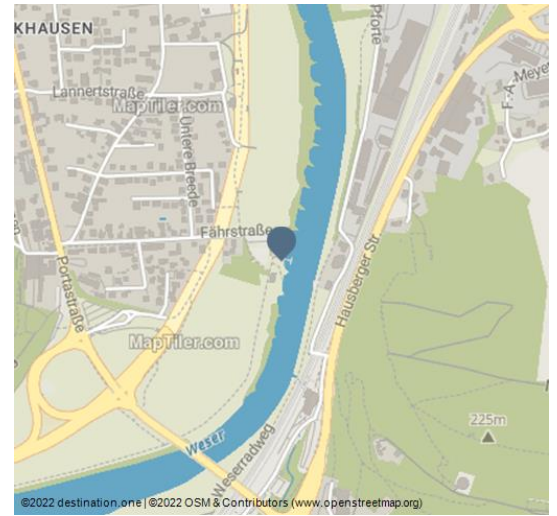 KHAUSEN
Lannertstraße
MapTiler.com
Untere Breede
Pforte
F.-A.-Meye
Fährstraße
Portastraße
Hausberger Str.
MapTiler.com
225m
Weser
Weserradweg
©2022 destination.one | ©2022 OSM & Contributors (www.openstreetmap.org)